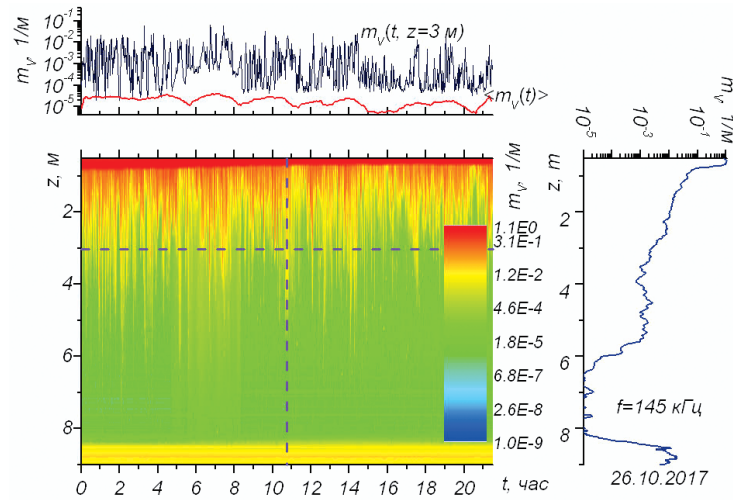 10⁻¹
10⁻²
10⁻³
10⁻⁴
10⁻⁵
m_v, 1/м
m_v(t, z=3 м)
<m_v(t)>
z, м
2
4
6
8
0 2 4 6 8 10 12 14 16 18 20
t, час
m_v, 1/м
1.1E0
3.1E-1
1.2E-2
4.6E-4
1.8E-5
6.8E-7
2.6E-8
1.0E-9
10⁻⁵ 10⁻³ 10⁻¹
m_v, 1/м
z, m
2
4
6
8
f=145 кГц
26.10.2017